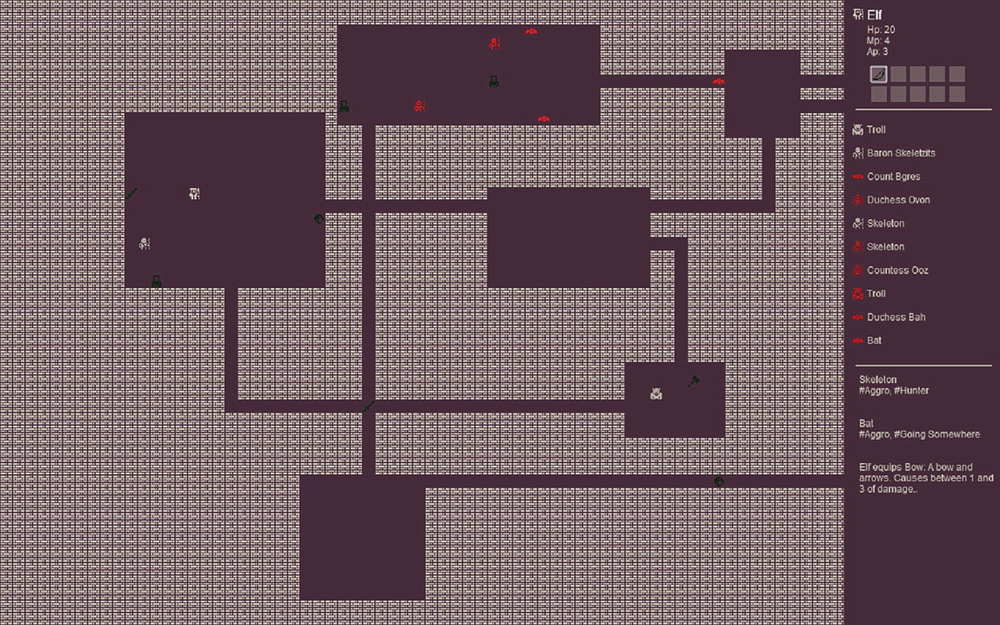 Elf
Hp: 20
Mp: 4
Ap: 3
Troll
Baron Skeletzits
Count Bgres
Duchess Ovon
Skeleton
Skeleton
Countess Ooz
Troll
Duchess Bah
Bat
Skeleton
#Aggro, #Hunter
Bat
#Aggro, #Going Somewhere
Elf equips Bow: A bow and
arrows. Causes between 1 and
3 of damage..